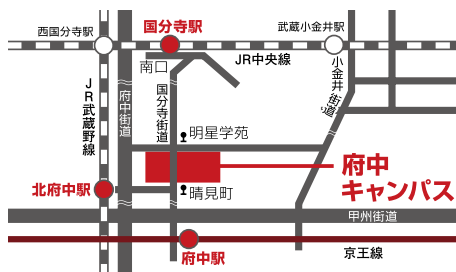 国分寺駅
西国分寺駅
武蔵小金井駅
JR中央線
南口
小金井街道
JR武蔵野線
府中街道
国分寺街道
明星学苑
府中
キャンパス
北府中駅
晴見町
甲州街道
府中駅
京王線